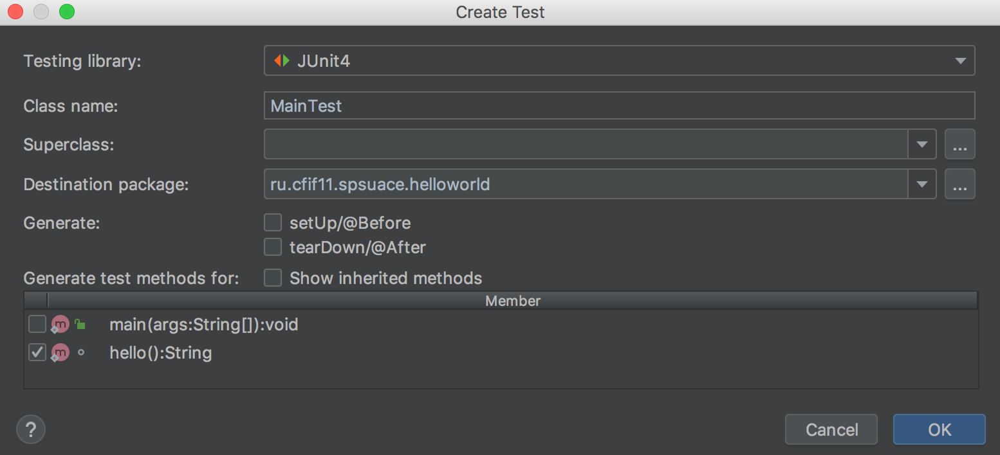 Create Test
Testing library: JUnit4
Class name: MainTest
Superclass: ...
Destination package: ru.cfif11.spsuace.helloworld ...
Generate: setUp/@Before
tearDown/@After
Generate test methods for: Show inherited methods
Member
m main(args:String[]):void
m hello():String
? Cancel OK